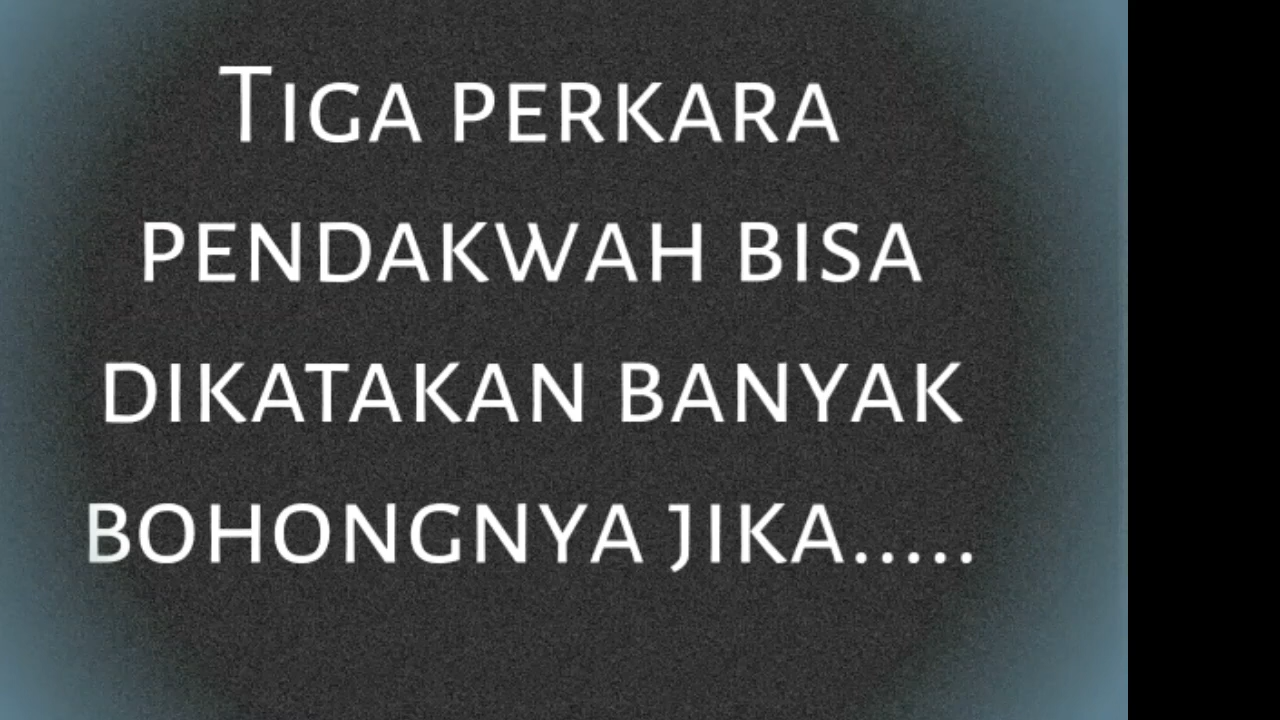 Tiga perkara
pendakwah bisa
dikatakan banyak
bohongnya jika.....